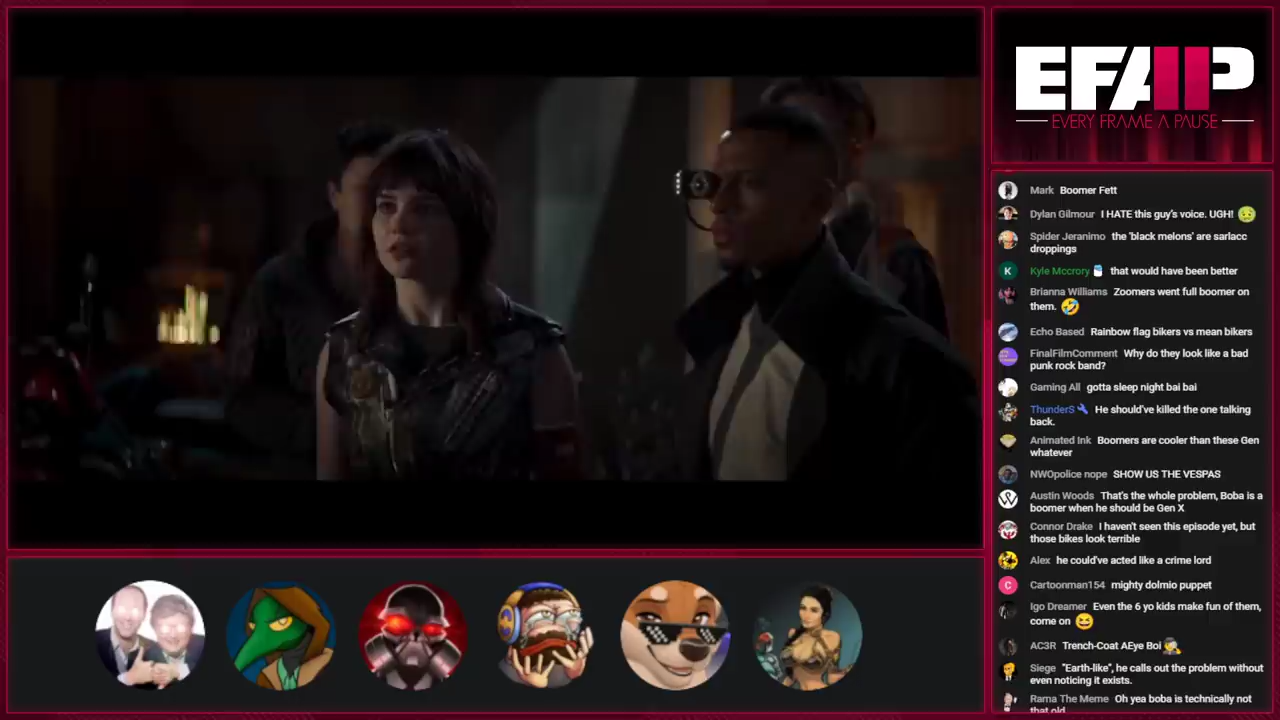 EFAP
EVERY FRAME A PAUSE
Mark Boomer Fett
Dylan Gilmour I HATE this guy's voice. UGH!
Spider Jeranimo the 'black melons' are sarlacc
droppings
K
Kyle Mccrory that would have been better
Brianna Williams Zoomers went full boomer on
them.
Echo Based Rainbow flag bikers vs mean bikers
FinalFilmComment Why do they look like a bad
punk rock band?
Gaming All gotta sleep night bai bai
ThunderS He should've killed the one talking
back.
Animated Ink Boomers are cooler than these Gen
whatever
NWOpolice nope SHOW US THE VESPAS
Austin Woods That's the whole problem, Boba is a
boomer when he should be Gen X
Connor Drake I haven't seen this episode yet, but
those bikes look terrible
Alex he could've acted like a crime lord
C
Cartoonman154 mighty dolmio puppet
Igo Dreamer Even the 6 yo kids make fun of them,
come on
AC3R Trench-Coat AEye Boi
Siege "Earth-like", he calls out the problem without
even noticing it exists.
Rama The Meme Oh yea boba is technically not
that old